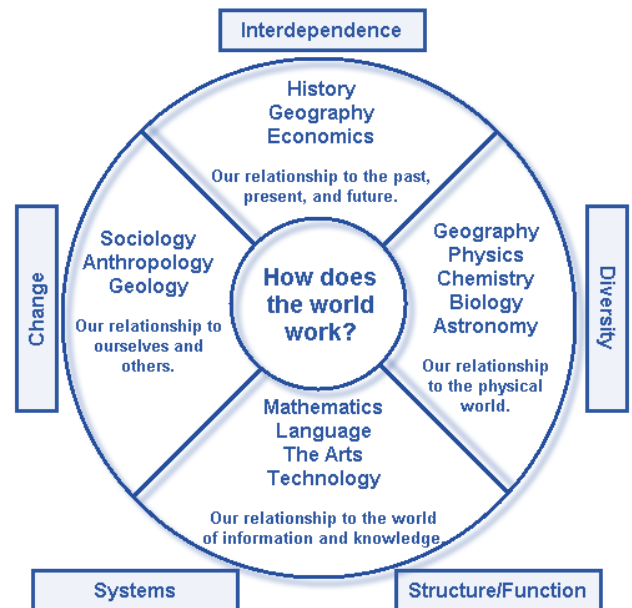 Interdependence
History
Geography
Economics
Our relationship to the past,
present, and future.
Change
Sociology
Anthropology
Geology
Our relationship to
ourselves and
others.
How does
the world
work?
Geography
Physics
Chemistry
Biology
Astronomy
Our relationship
to the physical
world.
Diversity
Mathematics
Language
The Arts
Technology
Our relationship to the world
of information and knowledge.
Systems
Structure/Function